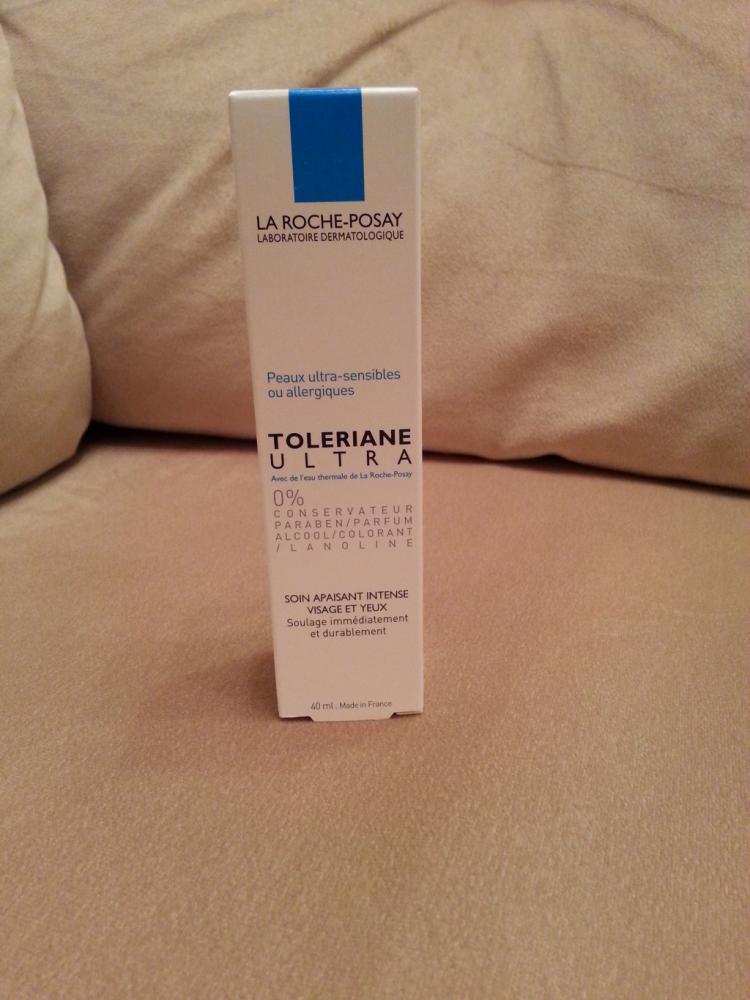 LA ROCHE-POSAY
LABORATOIRE DERMATOLOGIQUE
Peaux ultra-sensibles
ou allergiques
TOLERIANE
ULTRA
Avec de l'eau thermale de La Roche-Posay
0%
CONSERVATEUR
PARABEN/PARFUM
ALCOOL/COLORANT
/LANOLINE
SOIN APAISANT INTENSE
VISAGE ET YEUX
Soulage immédiatement
et durablement
40 ml . Made in France